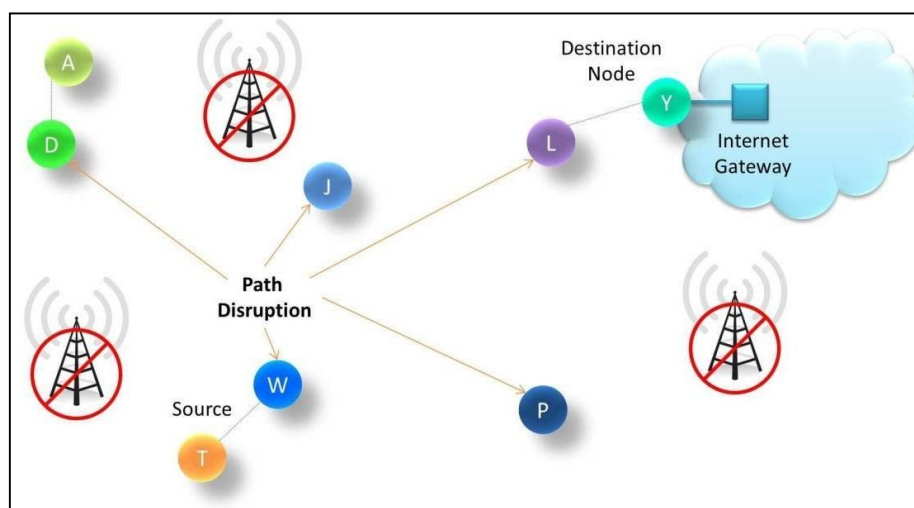 A
Destination
Node
Y
D
L
Internet
Gateway
J
Path
Disruption
W
Source
P
T